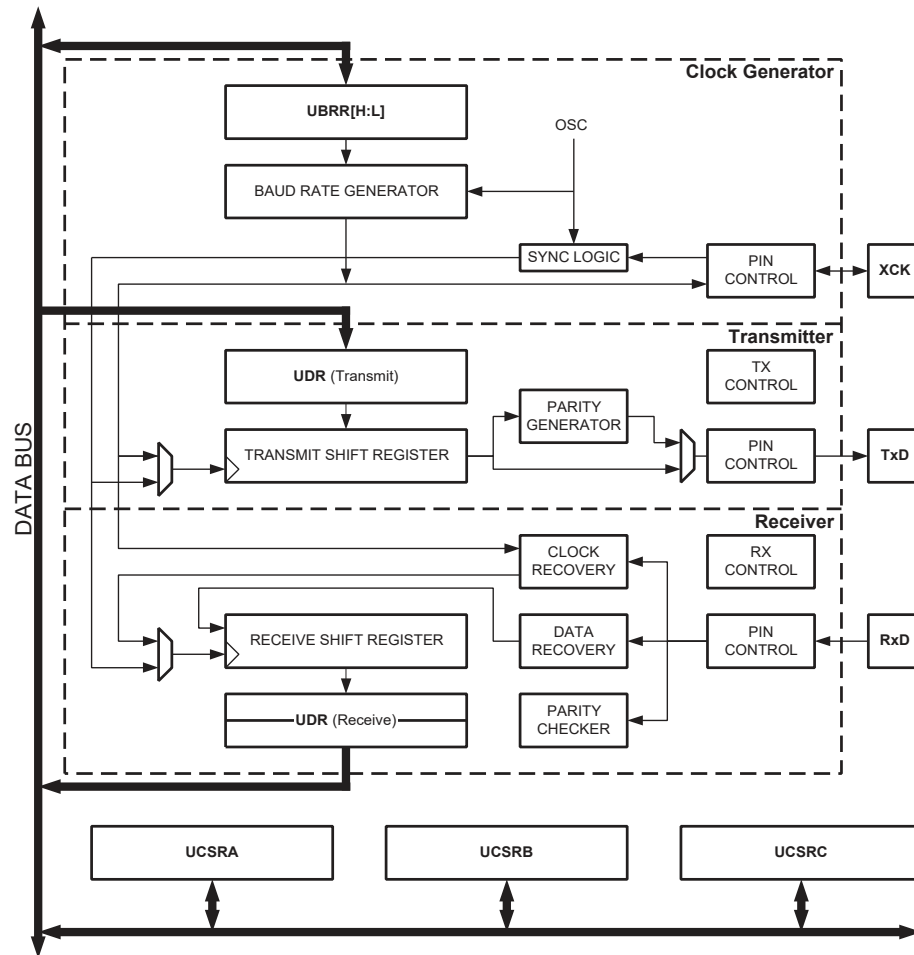 Clock Generator
UBRR[H:L]
OSC
BAUD RATE GENERATOR
SYNC LOGIC
PIN
CONTROL
XCK
Transmitter
TX
CONTROL
UDR (Transmit)
PARITY
GENERATOR
TRANSMIT SHIFT REGISTER
PIN
CONTROL
TxD
DATA BUS
Receiver
CLOCK
RECOVERY
RX
CONTROL
RECEIVE SHIFT REGISTER
DATA
RECOVERY
PIN
CONTROL
RxD
UDR (Receive)
PARITY
CHECKER
UCSRA
UCSRB
UCSRC